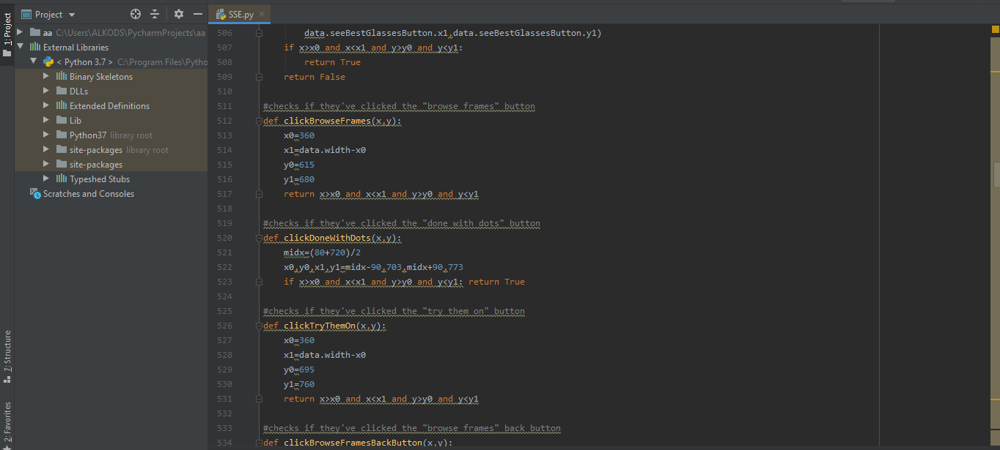 1: Project
Project
SSE.py
aa C:\Users\ALKODS\PycharmProjects\aa
External Libraries
< Python 3.7 > C:\Program Files\Pytho
Binary Skeletons
DLLs
Extended Definitions
Lib
Python37 library root
site-packages library root
site-packages
Typeshed Stubs
Scratches and Consoles
7: Structure
2: Favorites
506 data.seeBestGlassesButton.x1,data.seeBestGlassesButton.y1)
507 if x>x0 and x<x1 and y>y0 and y<y1:
508 return True
509 return False
510
511 #checks if they've clicked the "browse frames" button
512 def clickBrowseFrames(x,y):
513 x0=360
514 x1=data.width-x0
515 y0=615
516 y1=680
517 return x>x0 and x<x1 and y>y0 and y<y1
518
519 #checks if they've clicked the "done with dots" button
520 def clickDoneWithDots(x,y):
521 midx=(80+720)/2
522 x0,y0,x1,y1=midx-90,703,midx+90,773
523 if x>x0 and x<x1 and y>y0 and y<y1: return True
524
525 #checks if they've clicked the "try them on" button
526 def clickTryThemOn(x,y):
527 x0=360
528 x1=data.width-x0
529 y0=695
530 y1=760
531 return x>x0 and x<x1 and y>y0 and y<y1
532
533 #checks if they've clicked the "browse frames" back button
534 def clickBrowseFramesBackButton(x,y):